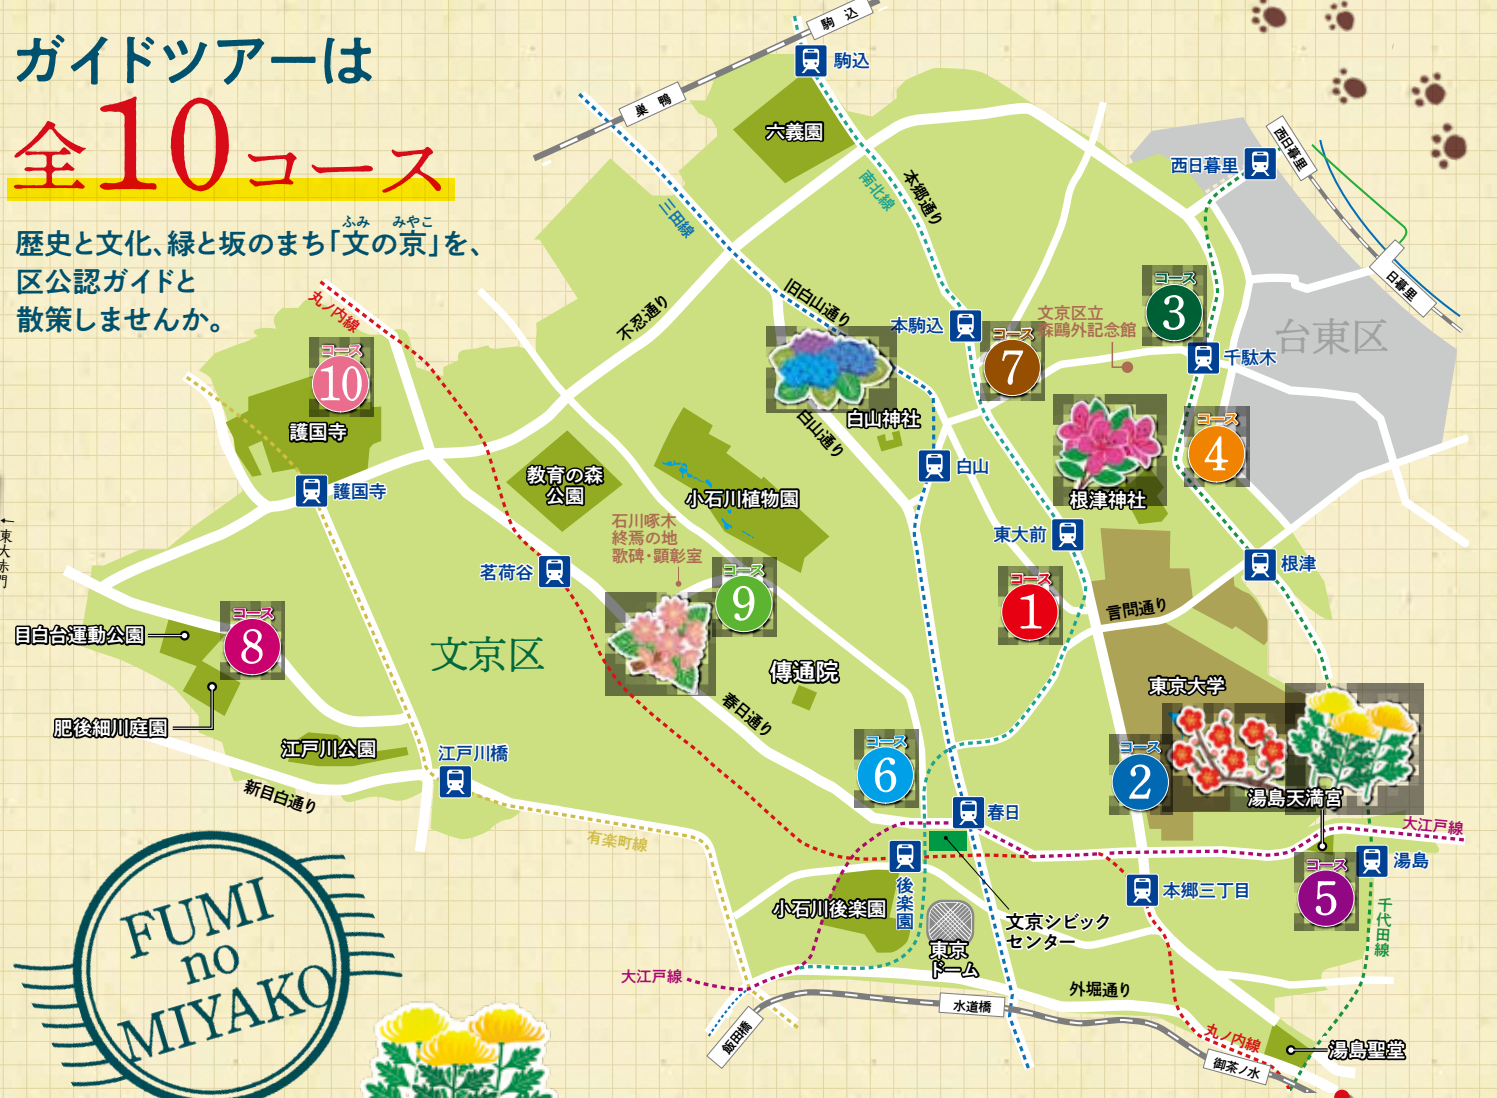 ガイドツアーは
全10コース
ふみ みやこ
歴史と文化、緑と坂のまち「文の京」を、
区公認ガイドと
散策しませんか。
駒込
駒込
巣鴨
六義園
南北線
本郷通り
三田線
西日暮里
西日暮里
日暮里
台東区
丸ノ内線
不忍通り
旧白山通り
本駒込
コース
7
文京区立
森鷗外記念館
コース
3
千駄木
コース
10
護国寺
護国寺
白山神社
白山通り
白山
根津神社
コース
4
教育の森
公園
小石川植物園
石川啄木
終焉の地
歌碑・顕彰室
東大前
根津
茗荷谷
コース
9
コース
1
言問通り
←東大赤門
目白台運動公園
コース
8
文京区
傳通院
東京大学
肥後細川庭園
春日通り
江戸川公園
江戸川橋
新目白通り
コース
6
コース
2
湯島天満宮
春日
大江戸線
有楽町線
コース
5
湯島
後楽園
本郷三丁目
小石川後楽園
東京
ドーム
文京シビック
センター
千代田線
大江戸線
外堀通り
水道橋
飯田橋
丸ノ内線
御茶ノ水
湯島聖堂
FUMI
no
MIYAKO